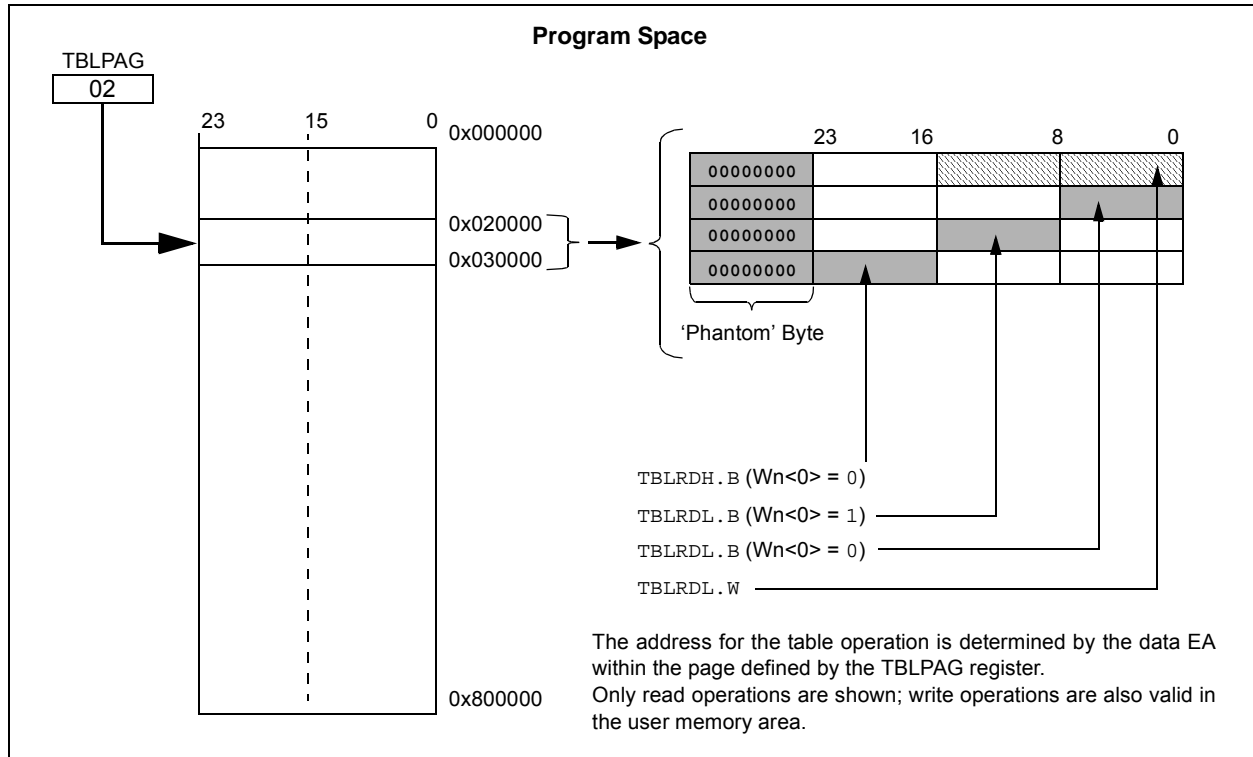 Program Space
TBLPAG
02
23 15 0
0x000000
0x020000
0x030000
0x800000
23 16 8 0
00000000
00000000
00000000
00000000
‘Phantom’ Byte
TBLRDH.B (Wn<0> = 0)
TBLRDL.B (Wn<0> = 1)
TBLRDL.B (Wn<0> = 0)
TBLRDL.W
The address for the table operation is determined by the data EA
within the page defined by the TBLPAG register.
Only read operations are shown; write operations are also valid in
the user memory area.